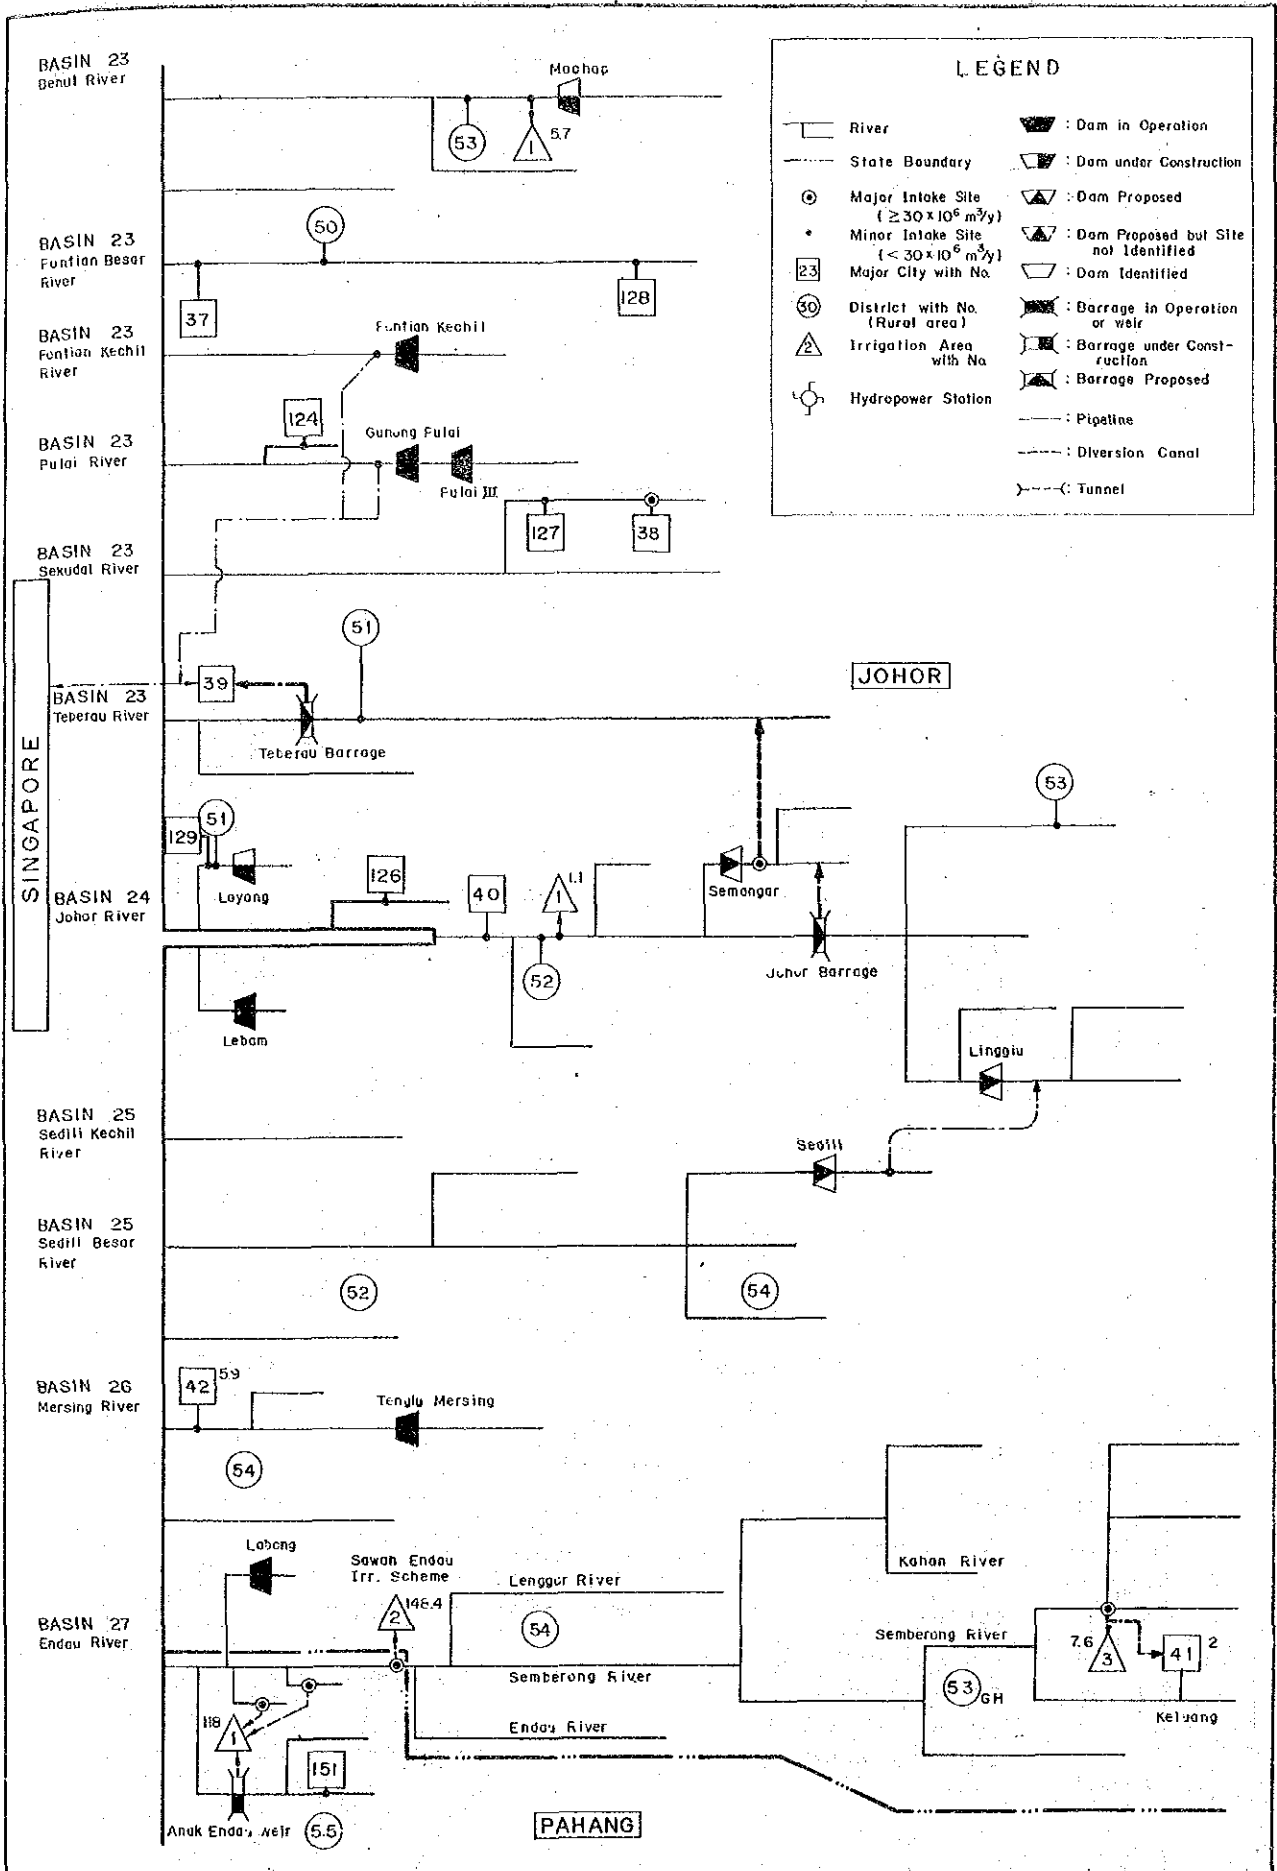 BASIN 23
Benut River
Machap
53
1
5.7
LEGEND
River
State Boundary
Major Intake Site
( ≥ 30 × 10⁶ m³/y)
Minor Intake Site
( < 30 × 10⁶ m³/y)
23
Major City with No.
30
District with No.
(Rural area)
2
Irrigation Area
with No
Hydropower Station
: Dam in Operation
: Dam under Construction
: Dam Proposed
: Dam Proposed but Site
not Identified
: Dam Identified
: Barrage in Operation
or weir
: Barrage under Const-
ruction
: Barrage Proposed
: Pipeline
: Diversion Canal
: Tunnel
BASIN 23
Pontian Besar
River
50
37
128
BASIN 23
Pontian Kechil
River
Pontian Kechil
BASIN 23
Pulai River
124
Gunung Pulai
Pulai III
127
38
BASIN 23
Sekudai River
SINGAPORE
51
39
JOHOR
BASIN 23
Teberau River
Teberau Barrage
129
51
Layang
BASIN 24
Johor River
126
40
1
1.1
52
Semangar
Johor Barrage
53
Lebam
Linggiu
BASIN 25
Sedili Kechil
River
Sedili
BASIN 25
Sedili Besar
River
52
54
BASIN 26
Mersing River
42
5.9
Tenglu Mersing
54
Labong
Sawah Endau
Irr. Scheme
2
148.4
Lenggor River
54
Kahan River
BASIN 27
Endau River
Semberong River
Semberong River
7.6
3
41
2
53
GH
Keluang
Endau River
118
1
151
Anak Endau weir
5.5
PAHANG